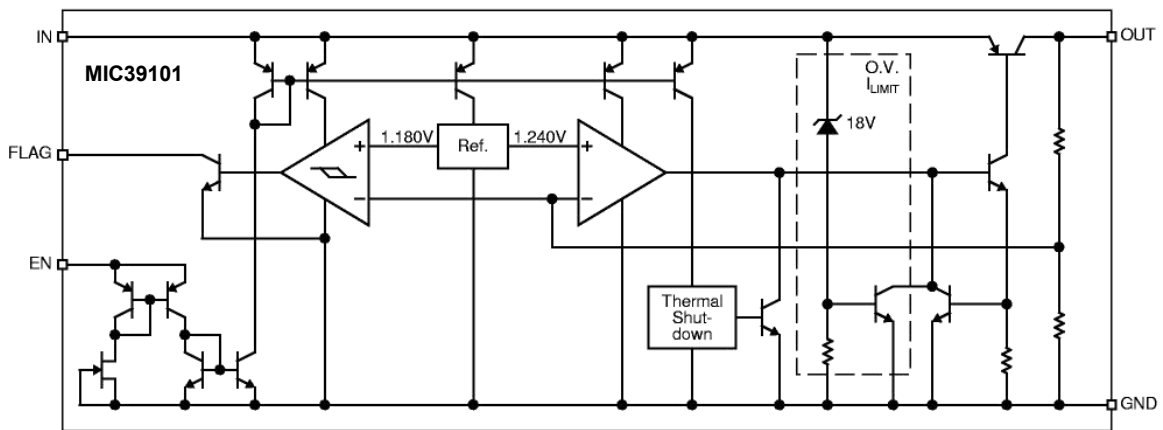 IN
OUT
MIC39101
O.V.
ILIMIT
18V
1.180V
Ref.
1.240V
FLAG
EN
Thermal
Shut-
down
GND